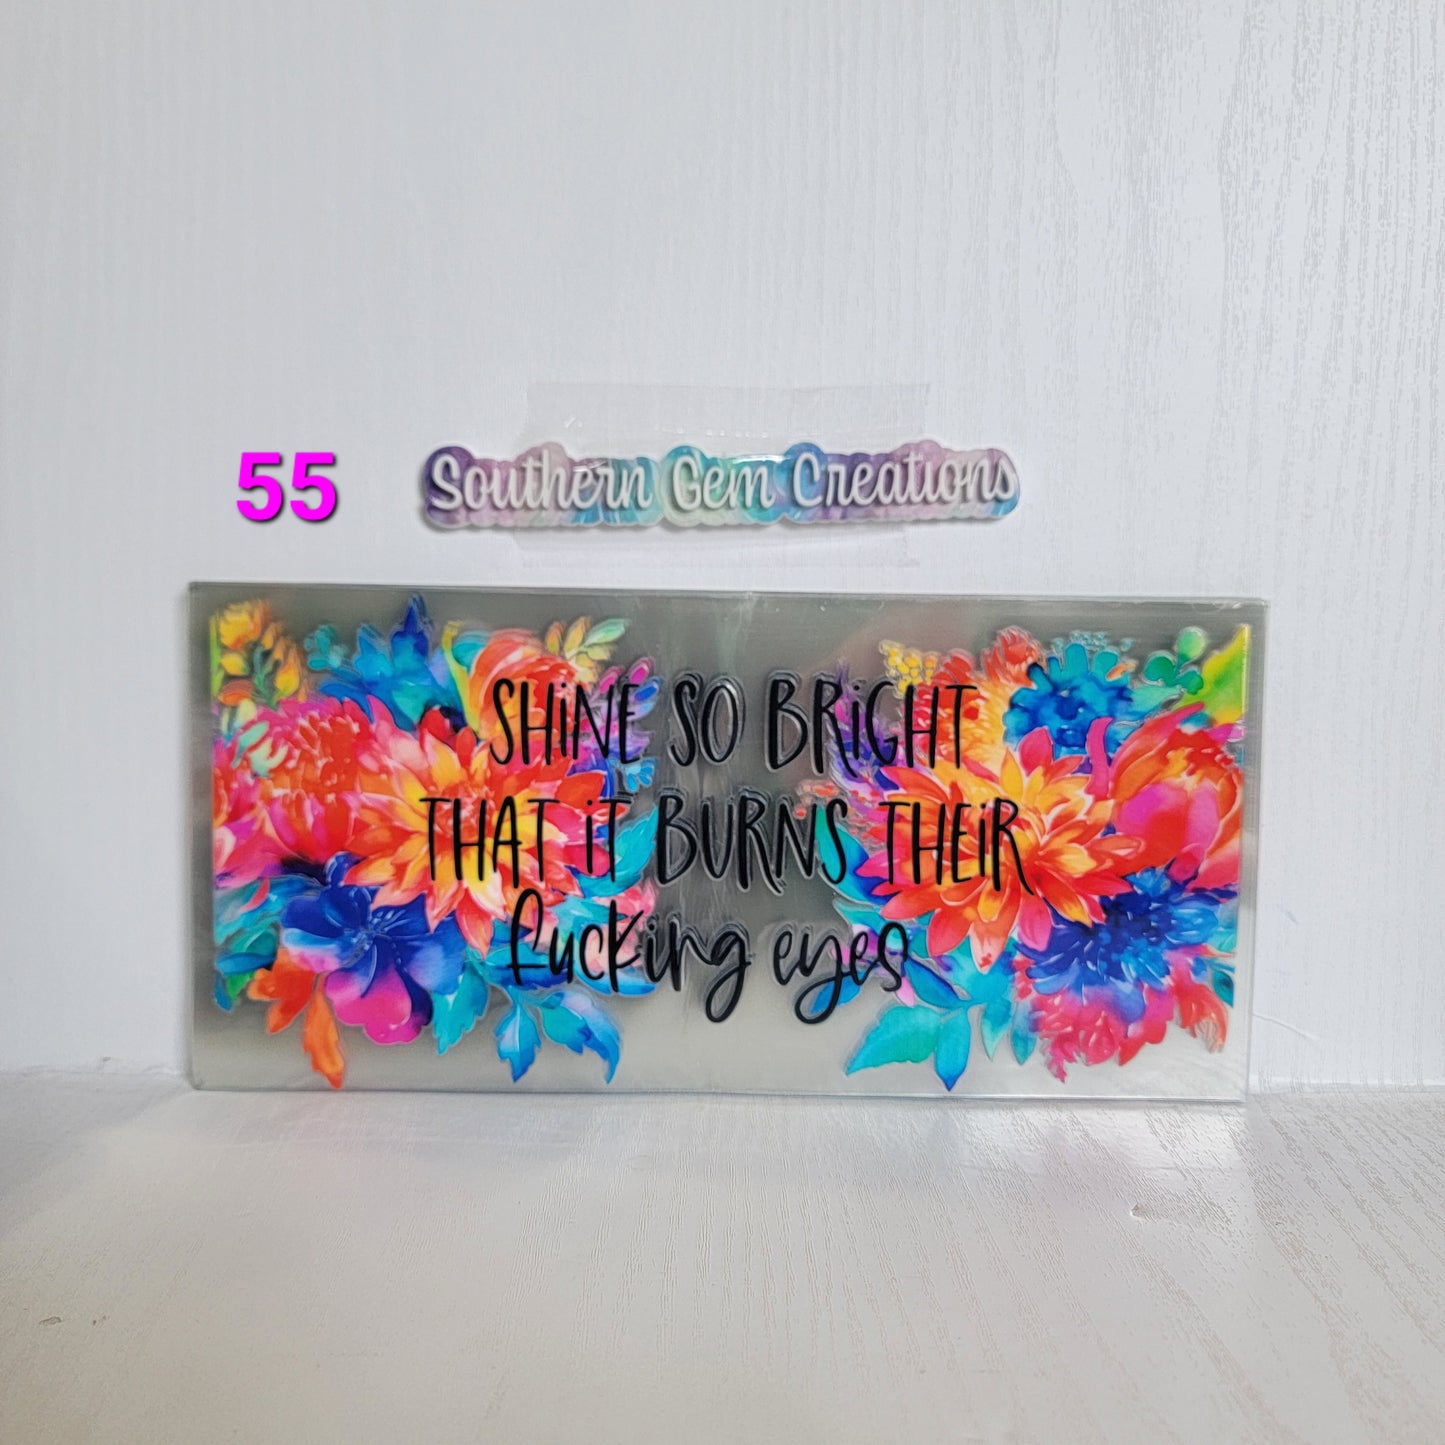 55
Southern Gem Creations
SHiNE SO BRiGHT
THAT iT BURNS THEiR
fucking eyes